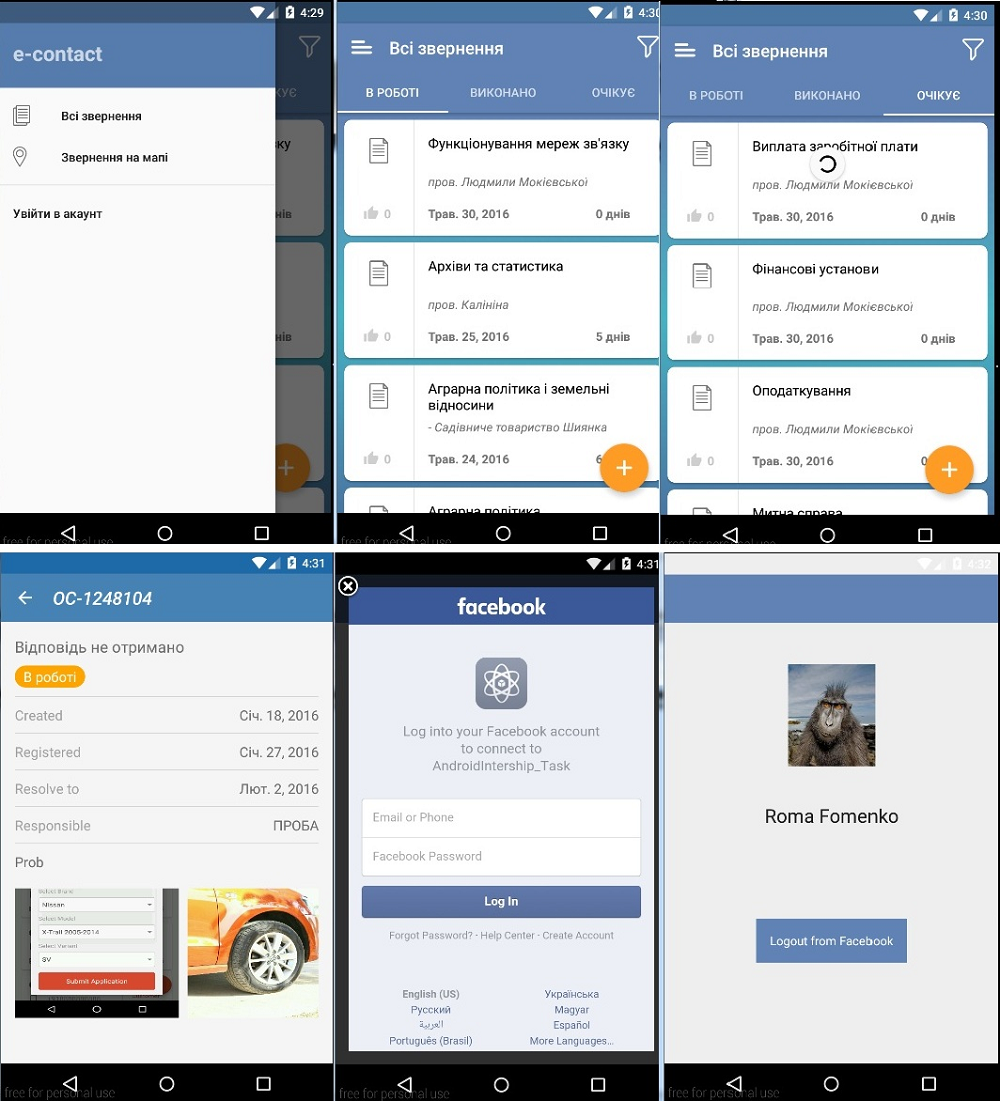 4:29
e-contact
КУЄ
Всі звернення
ку
Звернення на мапі
нів
Увійти в акаунт
нів
free for personal use
4:30
Всі звернення
В РОБОТІ ВИКОНАНО ОЧІКУЄ
Функціонування мереж зв'язку
пров. Людмили Мокієвської
0 Трав. 30, 2016 0 днів
Архіви та статистика
пров. Калініна
0 Трав. 25, 2016 5 днів
Аграрна політика і земельні
відносини
- Садівниче товариство Шиянка
0 Трав. 24, 2016 6
Аграрна політика
free for personal use
4:30
Всі звернення
В РОБОТІ ВИКОНАНО ОЧІКУЄ
Виплата заробітної плати
пров. Людмили Мокієвської
0 Трав. 30, 2016 0 днів
Фінансові установи
пров. Людмили Мокієвської
0 Трав. 30, 2016 0 днів
Оподаткування
пров. Людмили Мокієвської
0 Трав. 30, 2016 0
Митна справа
free for personal use
4:31
OC-1248104
Відповідь не отримано
В роботі
Created Січ. 18, 2016
Registered Січ. 27, 2016
Resolve to Лют. 2, 2016
Responsible ПРОБА
Prob
Select Brand
Nissan
Select Model
X-Trail 2005-2014
Select Variant
SV
Submit Application
free for personal use
4:31
facebook
Log into your Facebook account
to connect to
AndroidIntership_Task
Email or Phone
Facebook Password
Log In
Forgot Password? · Help Center · Create Account
English (US) Українська
Русский Magyar
العربية Español
Português (Brasil) More Languages...
free for personal use
4:32
Roma Fomenko
Logout from Facebook
free for personal use